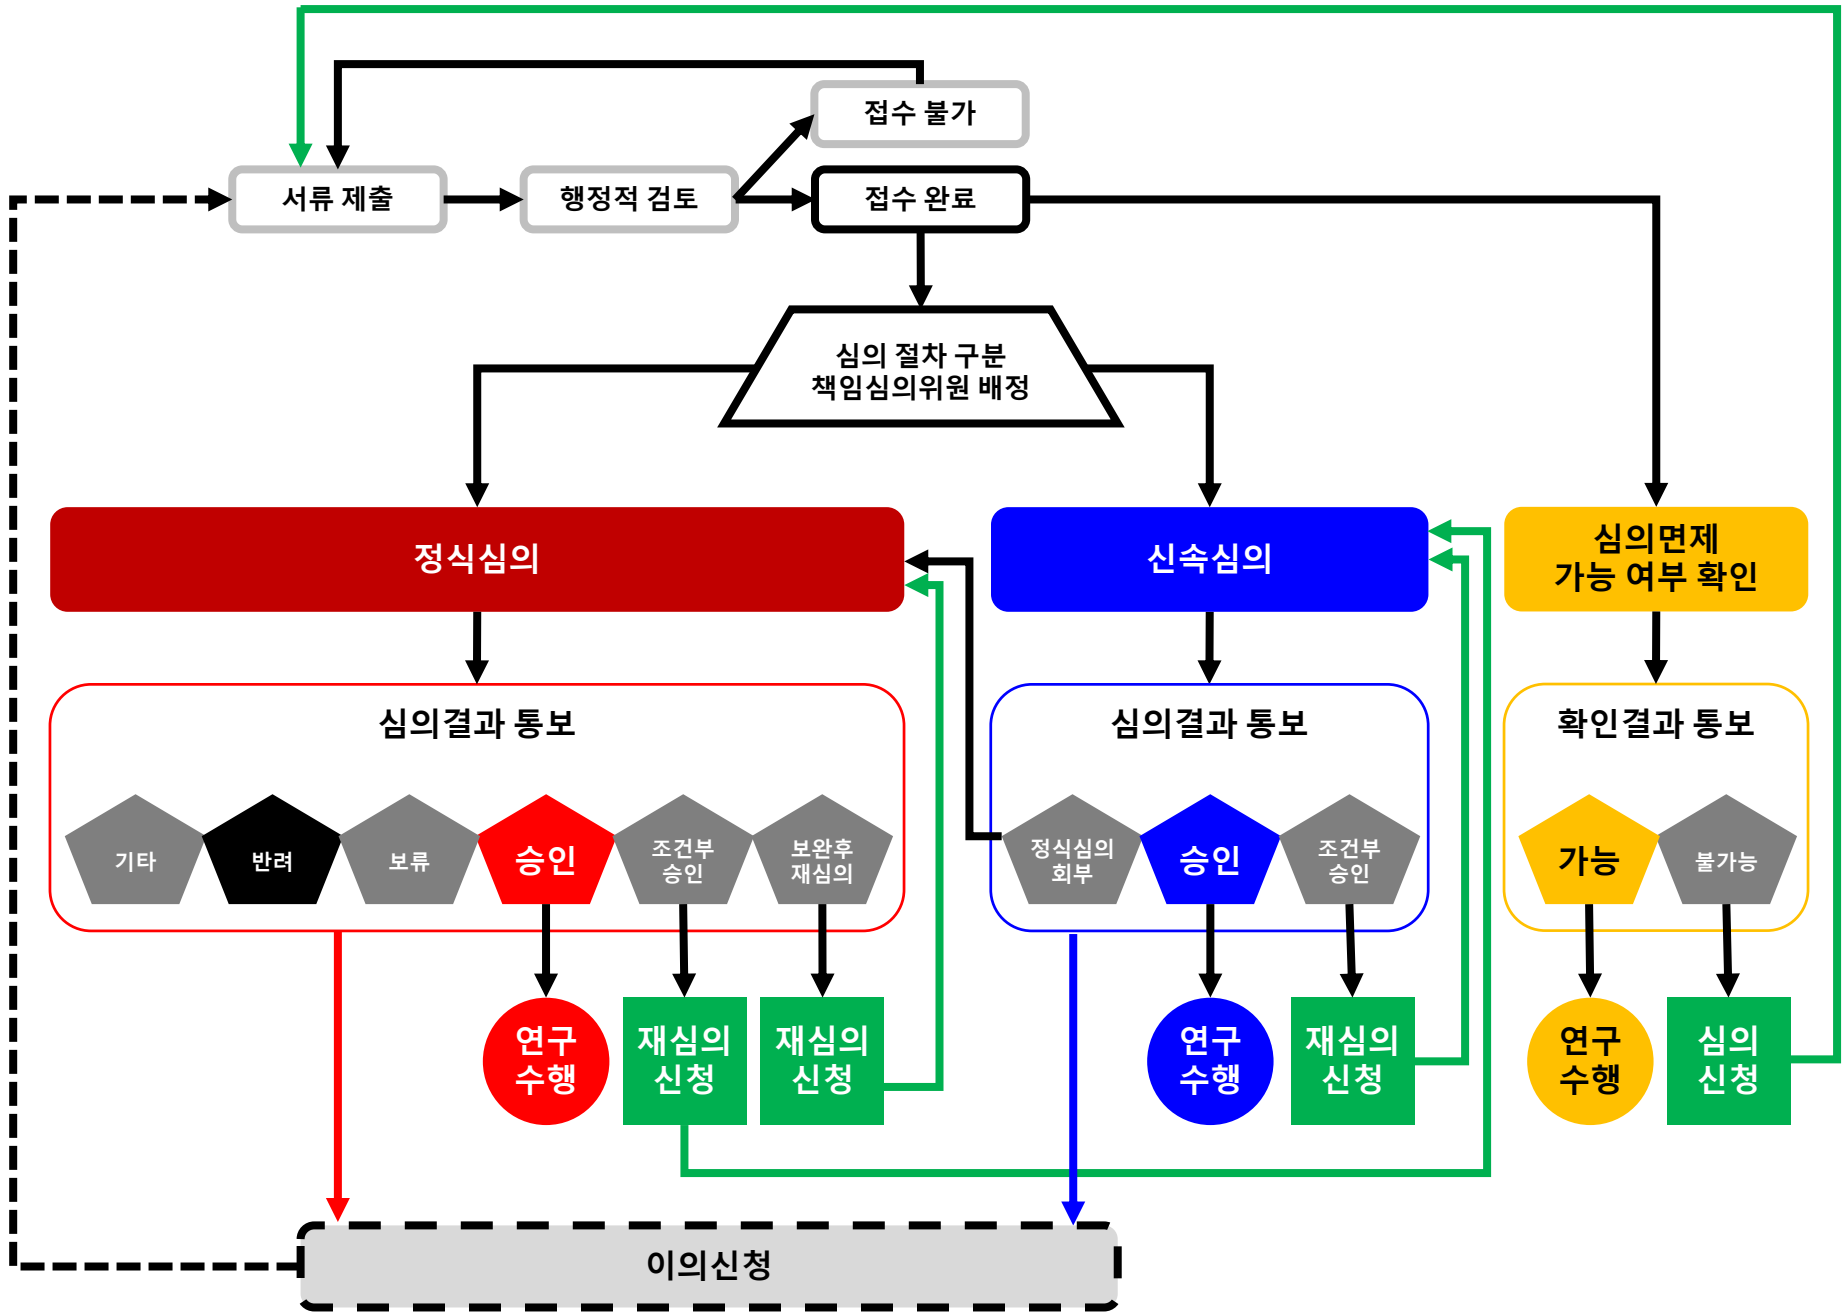 접수 불가
서류 제출
행정적 검토
접수 완료
심의 절차 구분
책임심의위원 배정
정식심의
신속심의
심의면제
가능 여부 확인
심의결과 통보
심의결과 통보
확인결과 통보
기타
반려
보류
승인
조건부
승인
보완후
재심의
정식심의
회부
승인
조건부
승인
가능
불가능
연구
수행
재심의
신청
재심의
신청
연구
수행
재심의
신청
연구
수행
심의
신청
이의신청